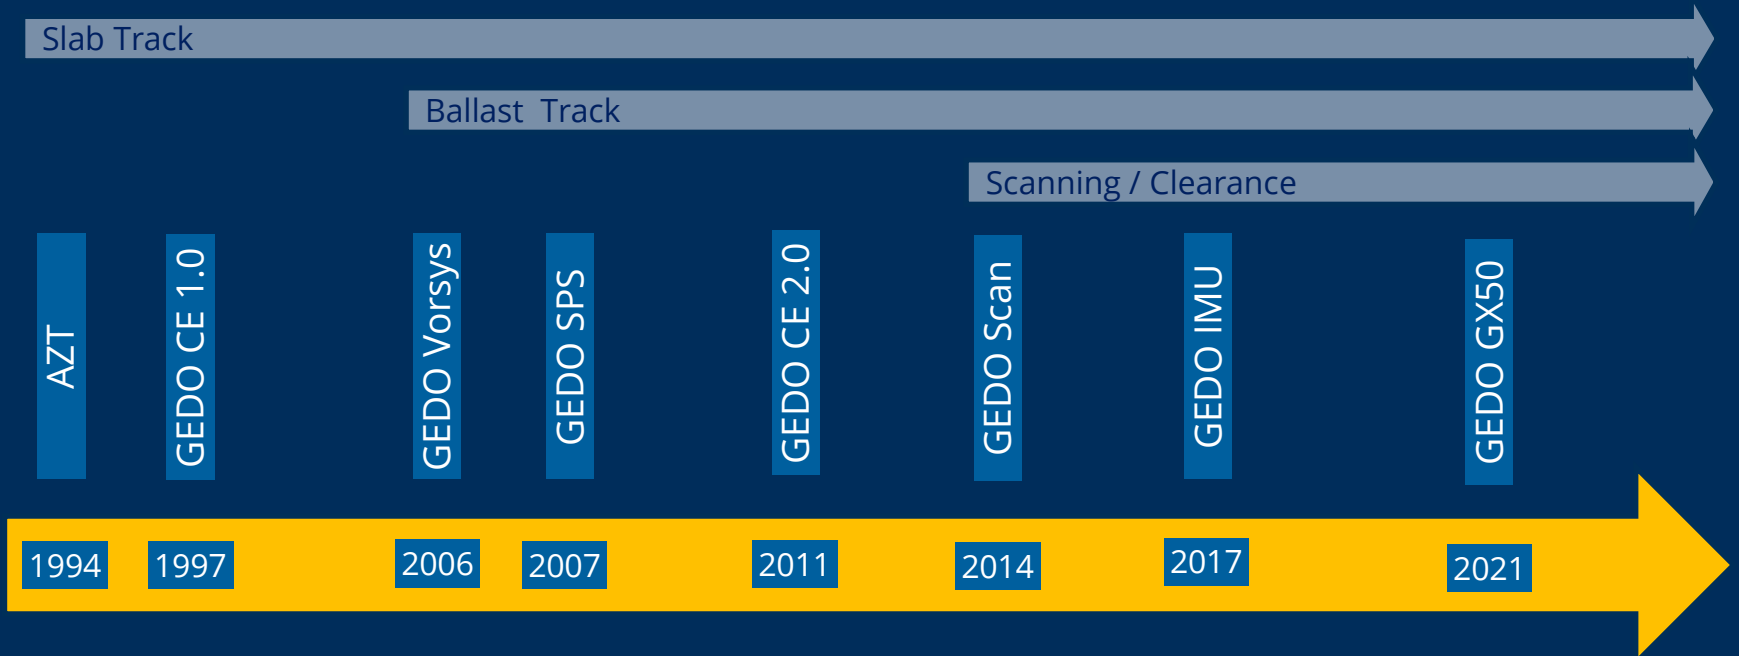 Slab Track
Ballast  Track
Scanning / Clearance
AZT
GEDO CE 1.0
GEDO Vorsys
GEDO SPS
GEDO CE 2.0
GEDO Scan
GEDO IMU
GEDO GX50
1994
1997
2006
2007
2011
2014
2017
2021